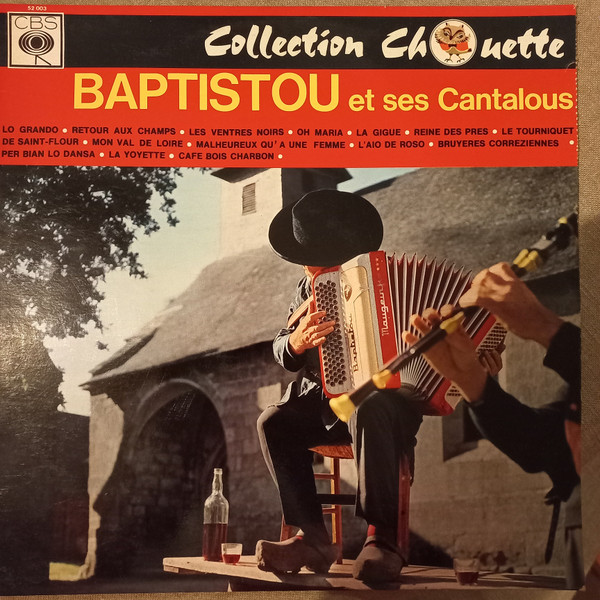 52 003
CBS
Collection Chouette
BAPTISTOU et ses Cantalous
LO GRANDO • RETOUR AUX CHAMPS • LES VENTRES NOIRS • OH MARIA • LA GIGUE • REINE DES PRES • LE TOURNIQUET
DE SAINT-FLOUR • MON VAL DE LOIRE • MALHEUREUX QU'A UNE FEMME • L'AIO DE ROSO • BRUYERES CORREZIENNES •
PER BIAN LO DANSA • LA YOYETTE • CAFE BOIS CHARBON •
Maugein